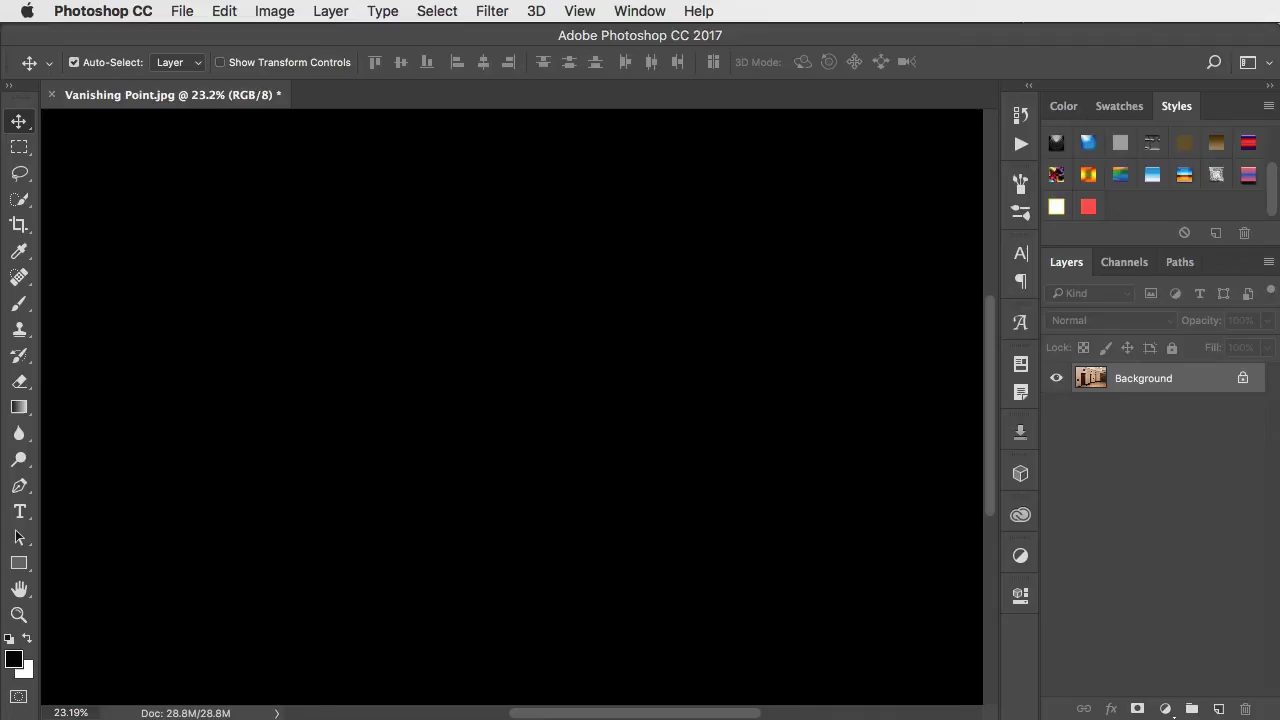 Photoshop CC File Edit Image Layer Type Select Filter 3D View Window Help
Adobe Photoshop CC 2017
Auto-Select: Layer Show Transform Controls 3D Mode:
Vanishing Point.jpg @ 23.2% (RGB/8) *
Color Swatches Styles
Layers Channels Paths
Kind
Normal Opacity: 100%
Lock: Fill: 100%
Background
23.19% Doc: 28.8M/28.8M